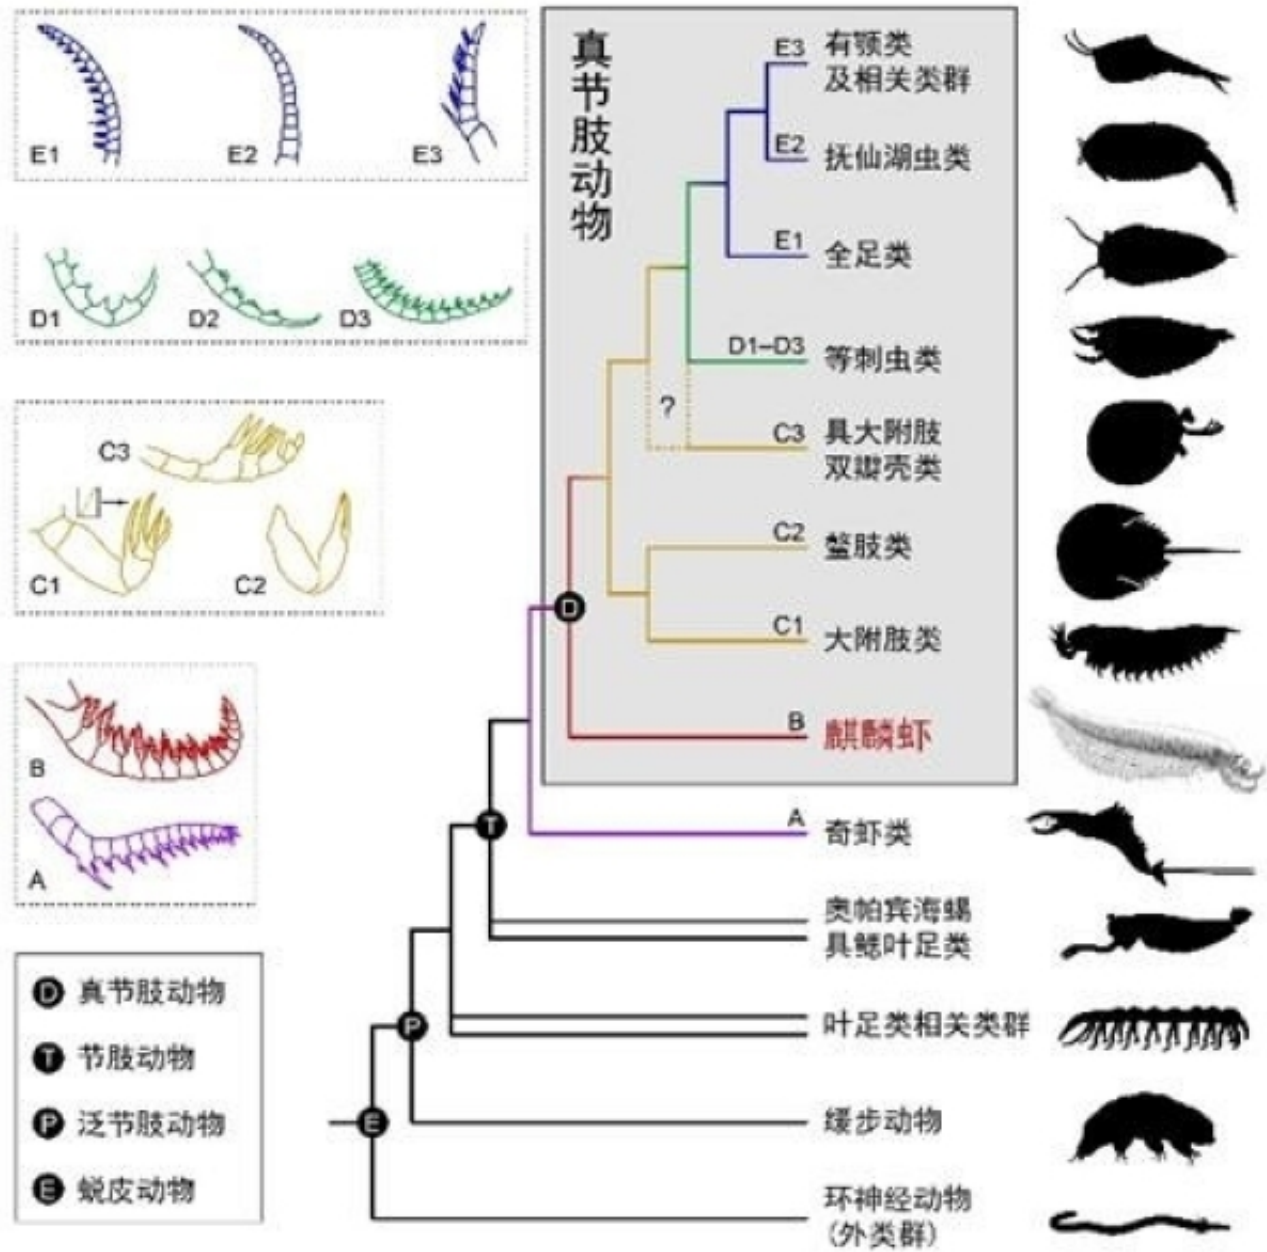 E1
E2
E3
D1
D2
D3
C3
C1
C2
B
A
D 真节肢动物
T 节肢动物
P 泛节肢动物
E 蜕皮动物
真节肢动物
E3 有颚类
及相关类群
E2 抚仙湖虫类
E1 全足类
D1–D3 等刺虫类
?
C3 具大附肢
双瓣壳类
C2 螯肢类
C1 大附肢类
D
B 麒麟虾
A 奇虾类
T
奥帕宾海蝎
具鳃叶足类
P
叶足类相关类群
缓步动物
E
环神经动物
(外类群)